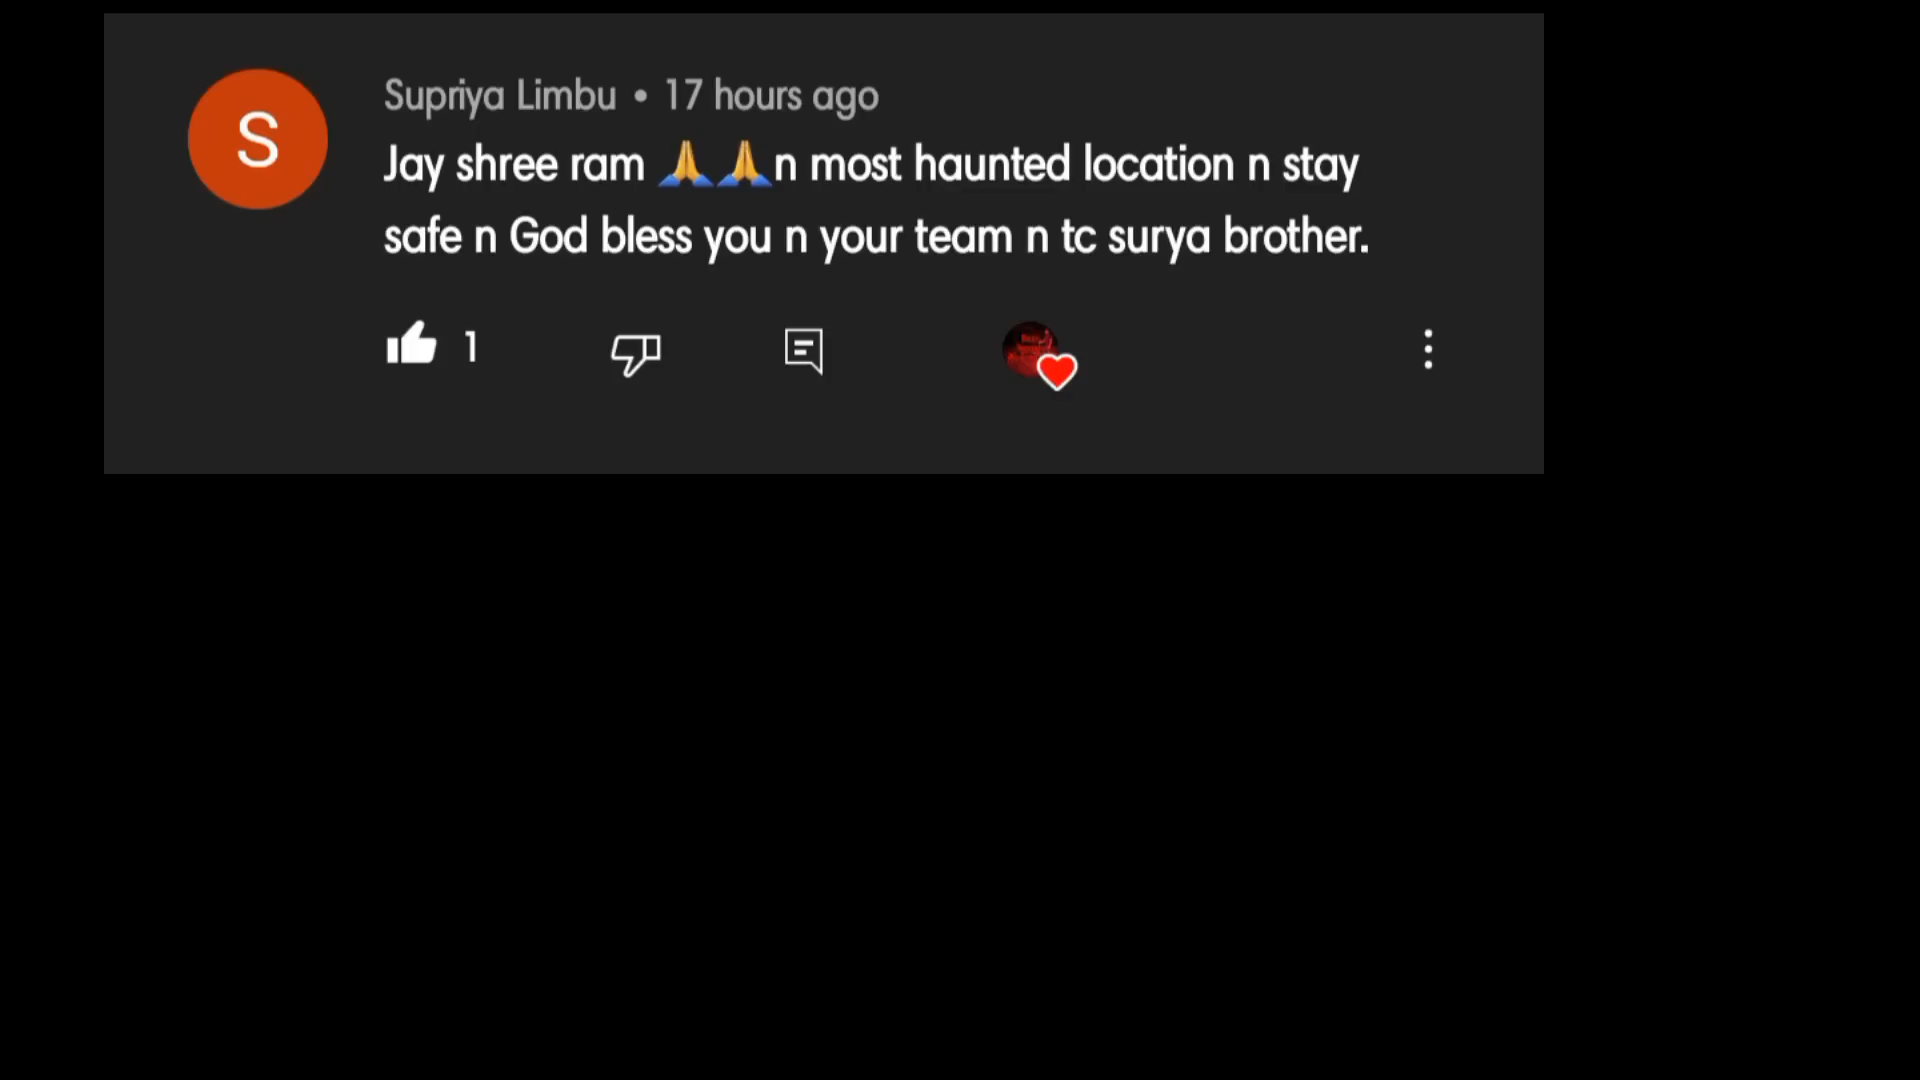 S
Supriya Limbu • 17 hours ago
Jay shree ram 🙏🙏n most haunted location n stay
safe n God bless you n your team n tc surya brother.
1